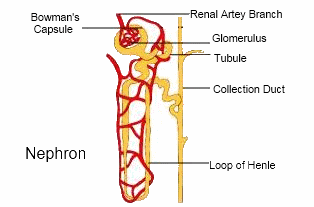 Bowman's
Capsule
Renal Artey Branch
Glomerulus
Tubule
Collection Duct
Nephron
Loop of Henle